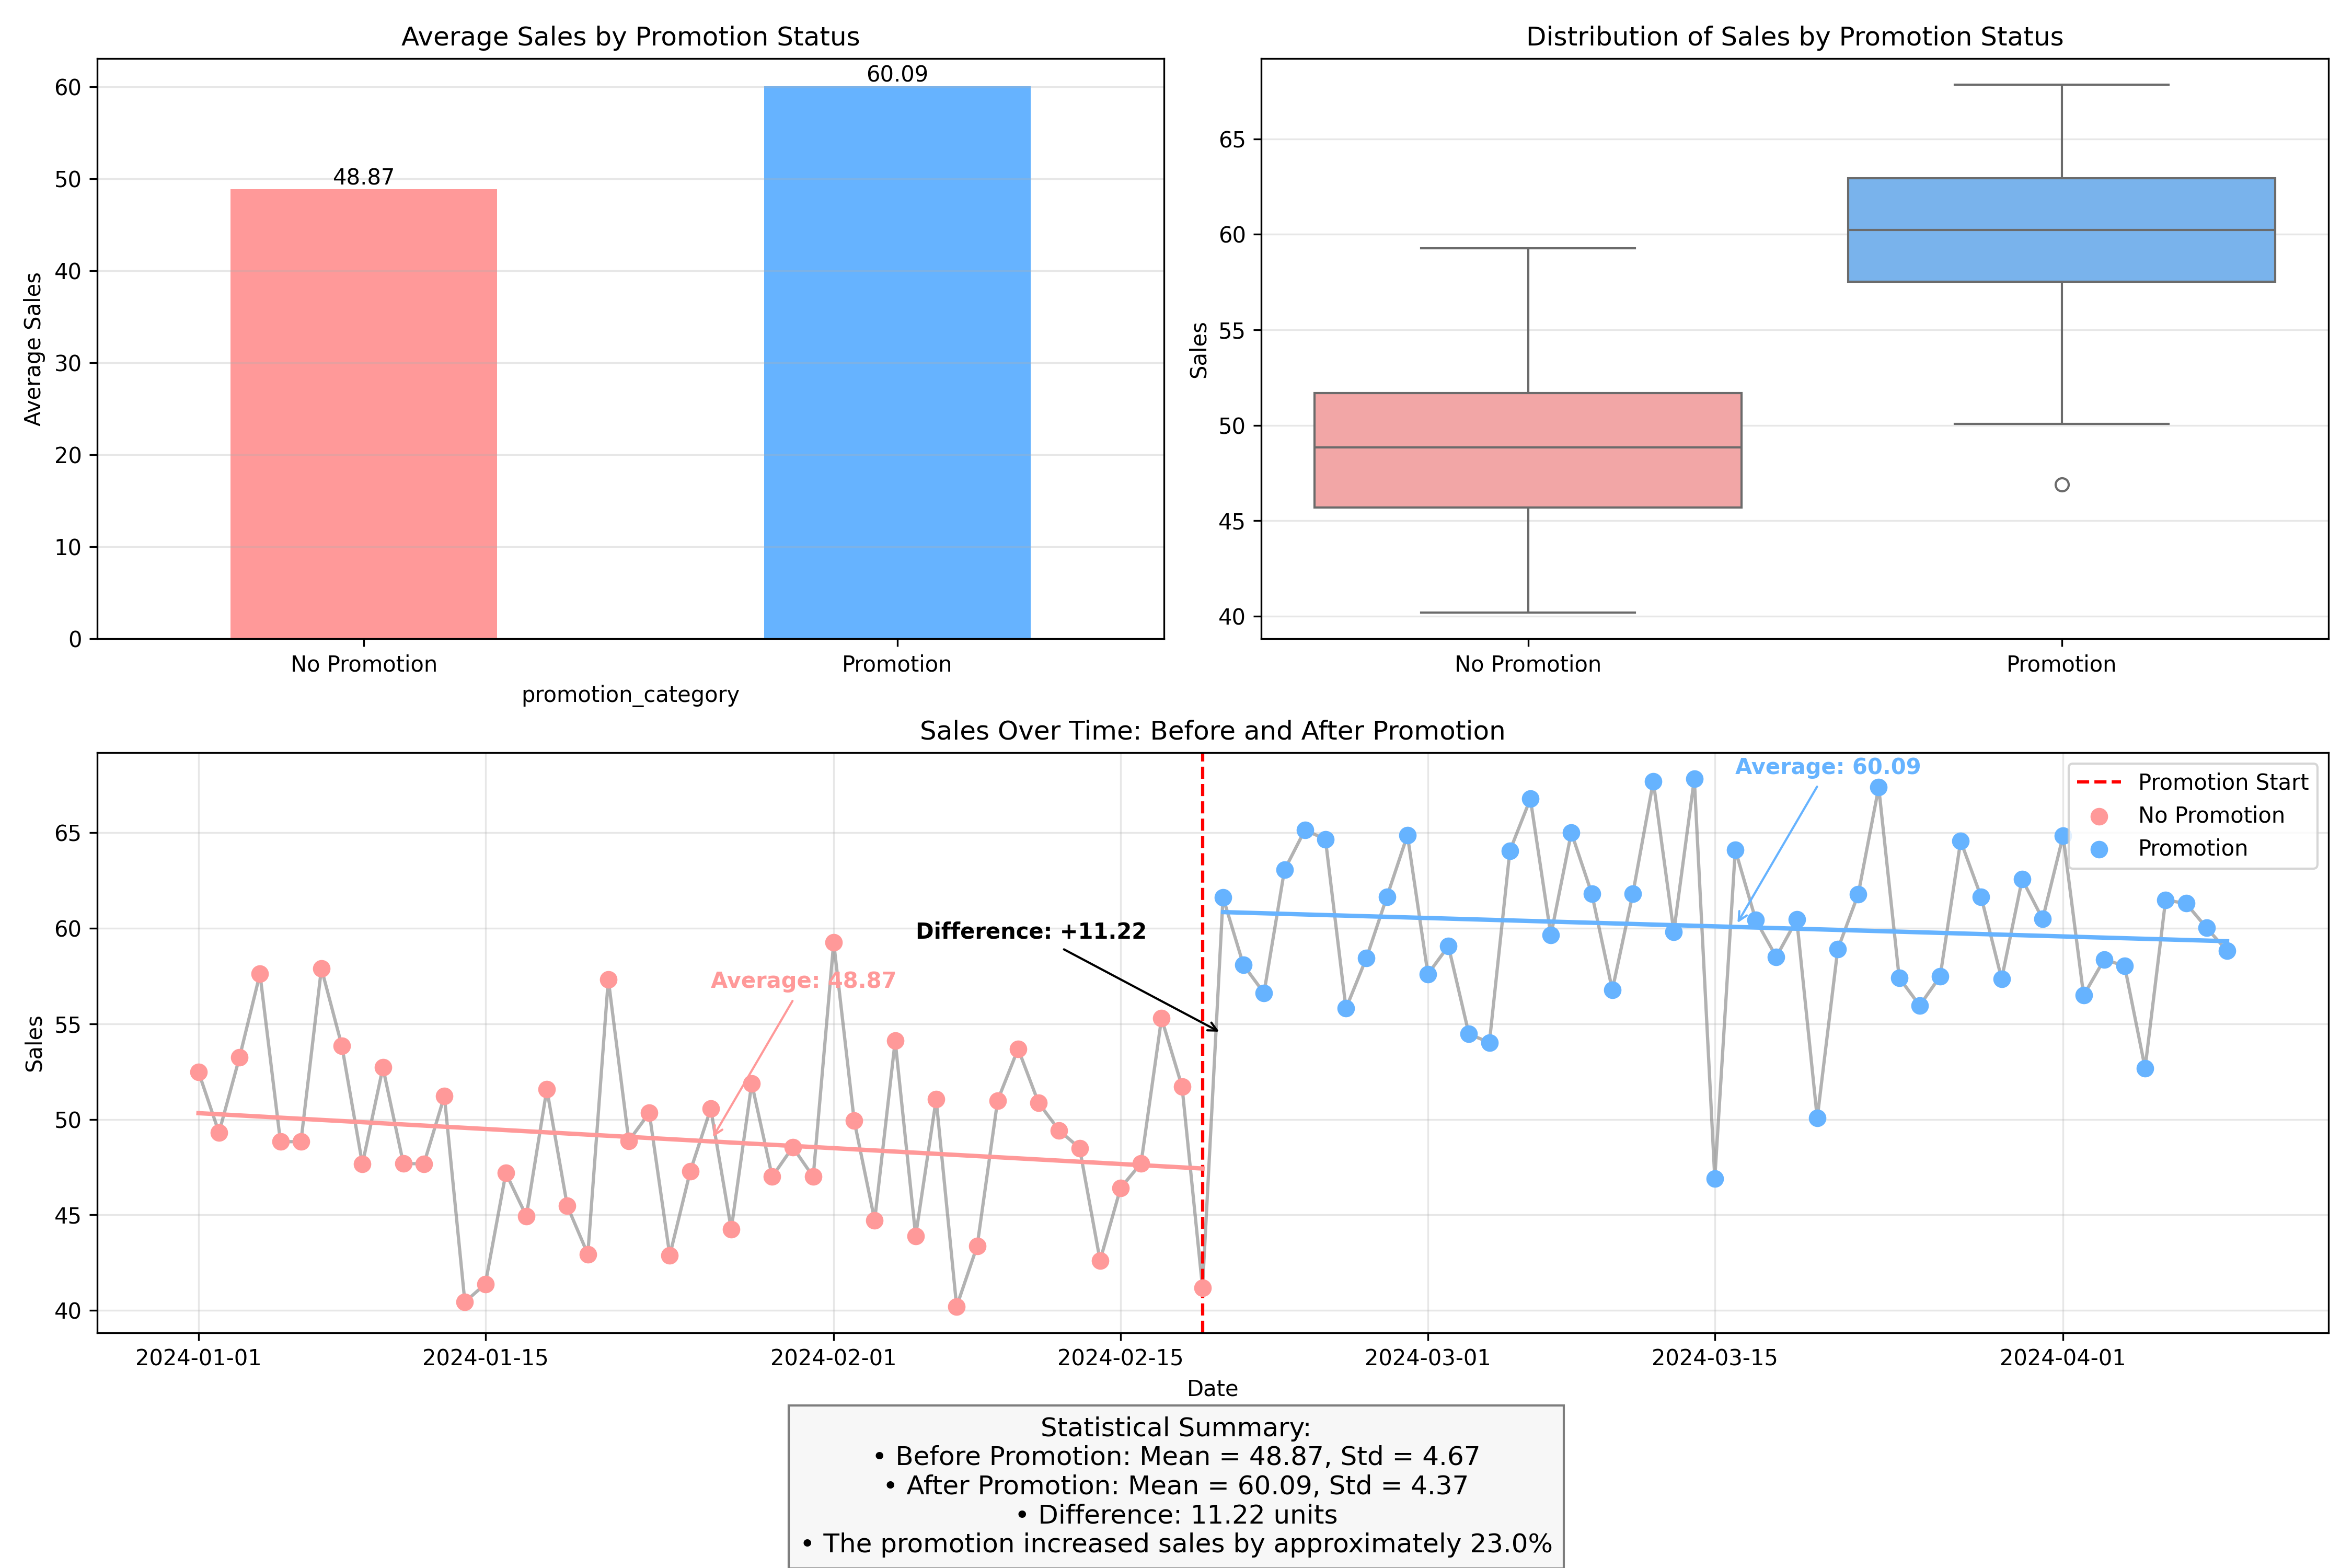 Average Sales by Promotion Status
60.09
60
48.87
50
40
Average Sales
30
20
10
0
No Promotion
Promotion
promotion_category
Distribution of Sales by Promotion Status
65
60
55
Sales
50
45
40
No Promotion
Promotion
Sales Over Time: Before and After Promotion
Average: 60.09
Promotion Start
No Promotion
Promotion
65
60
Difference: +11.22
Average: 48.87
55
Sales
50
45
40
2024-01-01
2024-01-15
2024-02-01
2024-02-15
2024-03-01
2024-03-15
2024-04-01
Date
Statistical Summary:
• Before Promotion: Mean = 48.87, Std = 4.67
• After Promotion: Mean = 60.09, Std = 4.37
• Difference: 11.22 units
• The promotion increased sales by approximately 23.0%